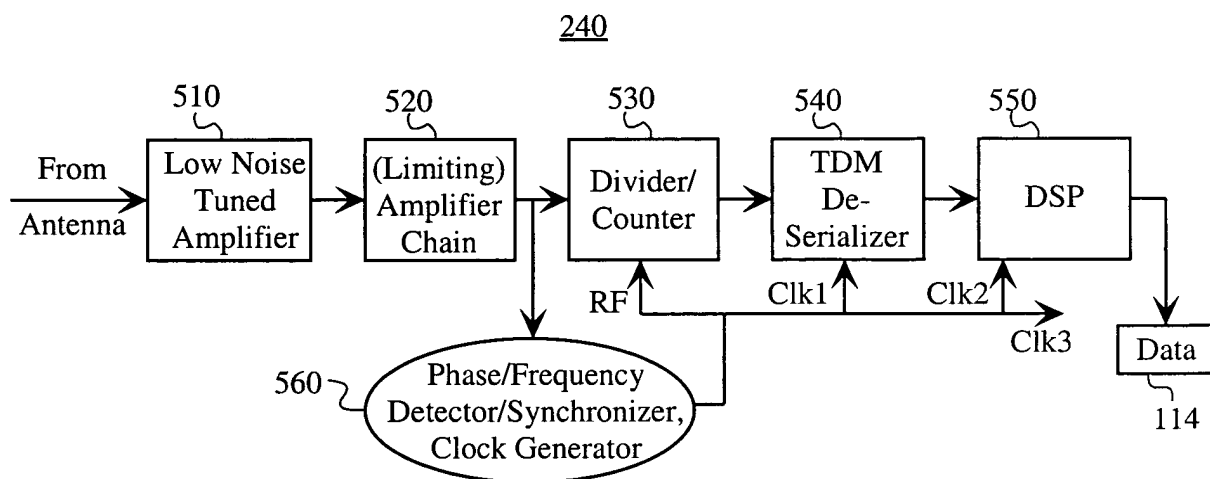 240
510
520
530
540
550
From
Antenna
Low Noise
Tuned
Amplifier
(Limiting)
Amplifier
Chain
Divider/
Counter
TDM
De-
Serializer
DSP
RF
Clk1
Clk2
Clk3
Data
114
560
Phase/Frequency
Detector/Synchronizer,
Clock Generator